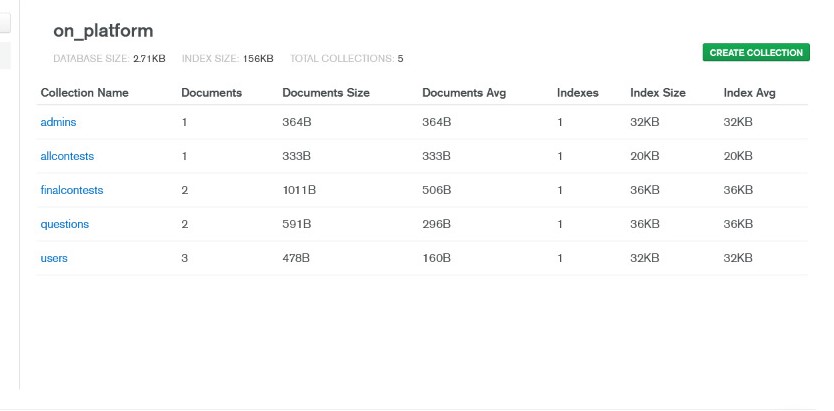 on_platform
DATABASE SIZE: 2.71KB INDEX SIZE: 156KB TOTAL COLLECTIONS: 5
CREATE COLLECTION
Collection Name Documents Documents Size Documents Avg Indexes Index Size Index Avg
admins 1 364B 364B 1 32KB 32KB
allcontests 1 333B 333B 1 20KB 20KB
finalcontests 2 1011B 506B 1 36KB 36KB
questions 2 591B 296B 1 36KB 36KB
users 3 478B 160B 1 32KB 32KB